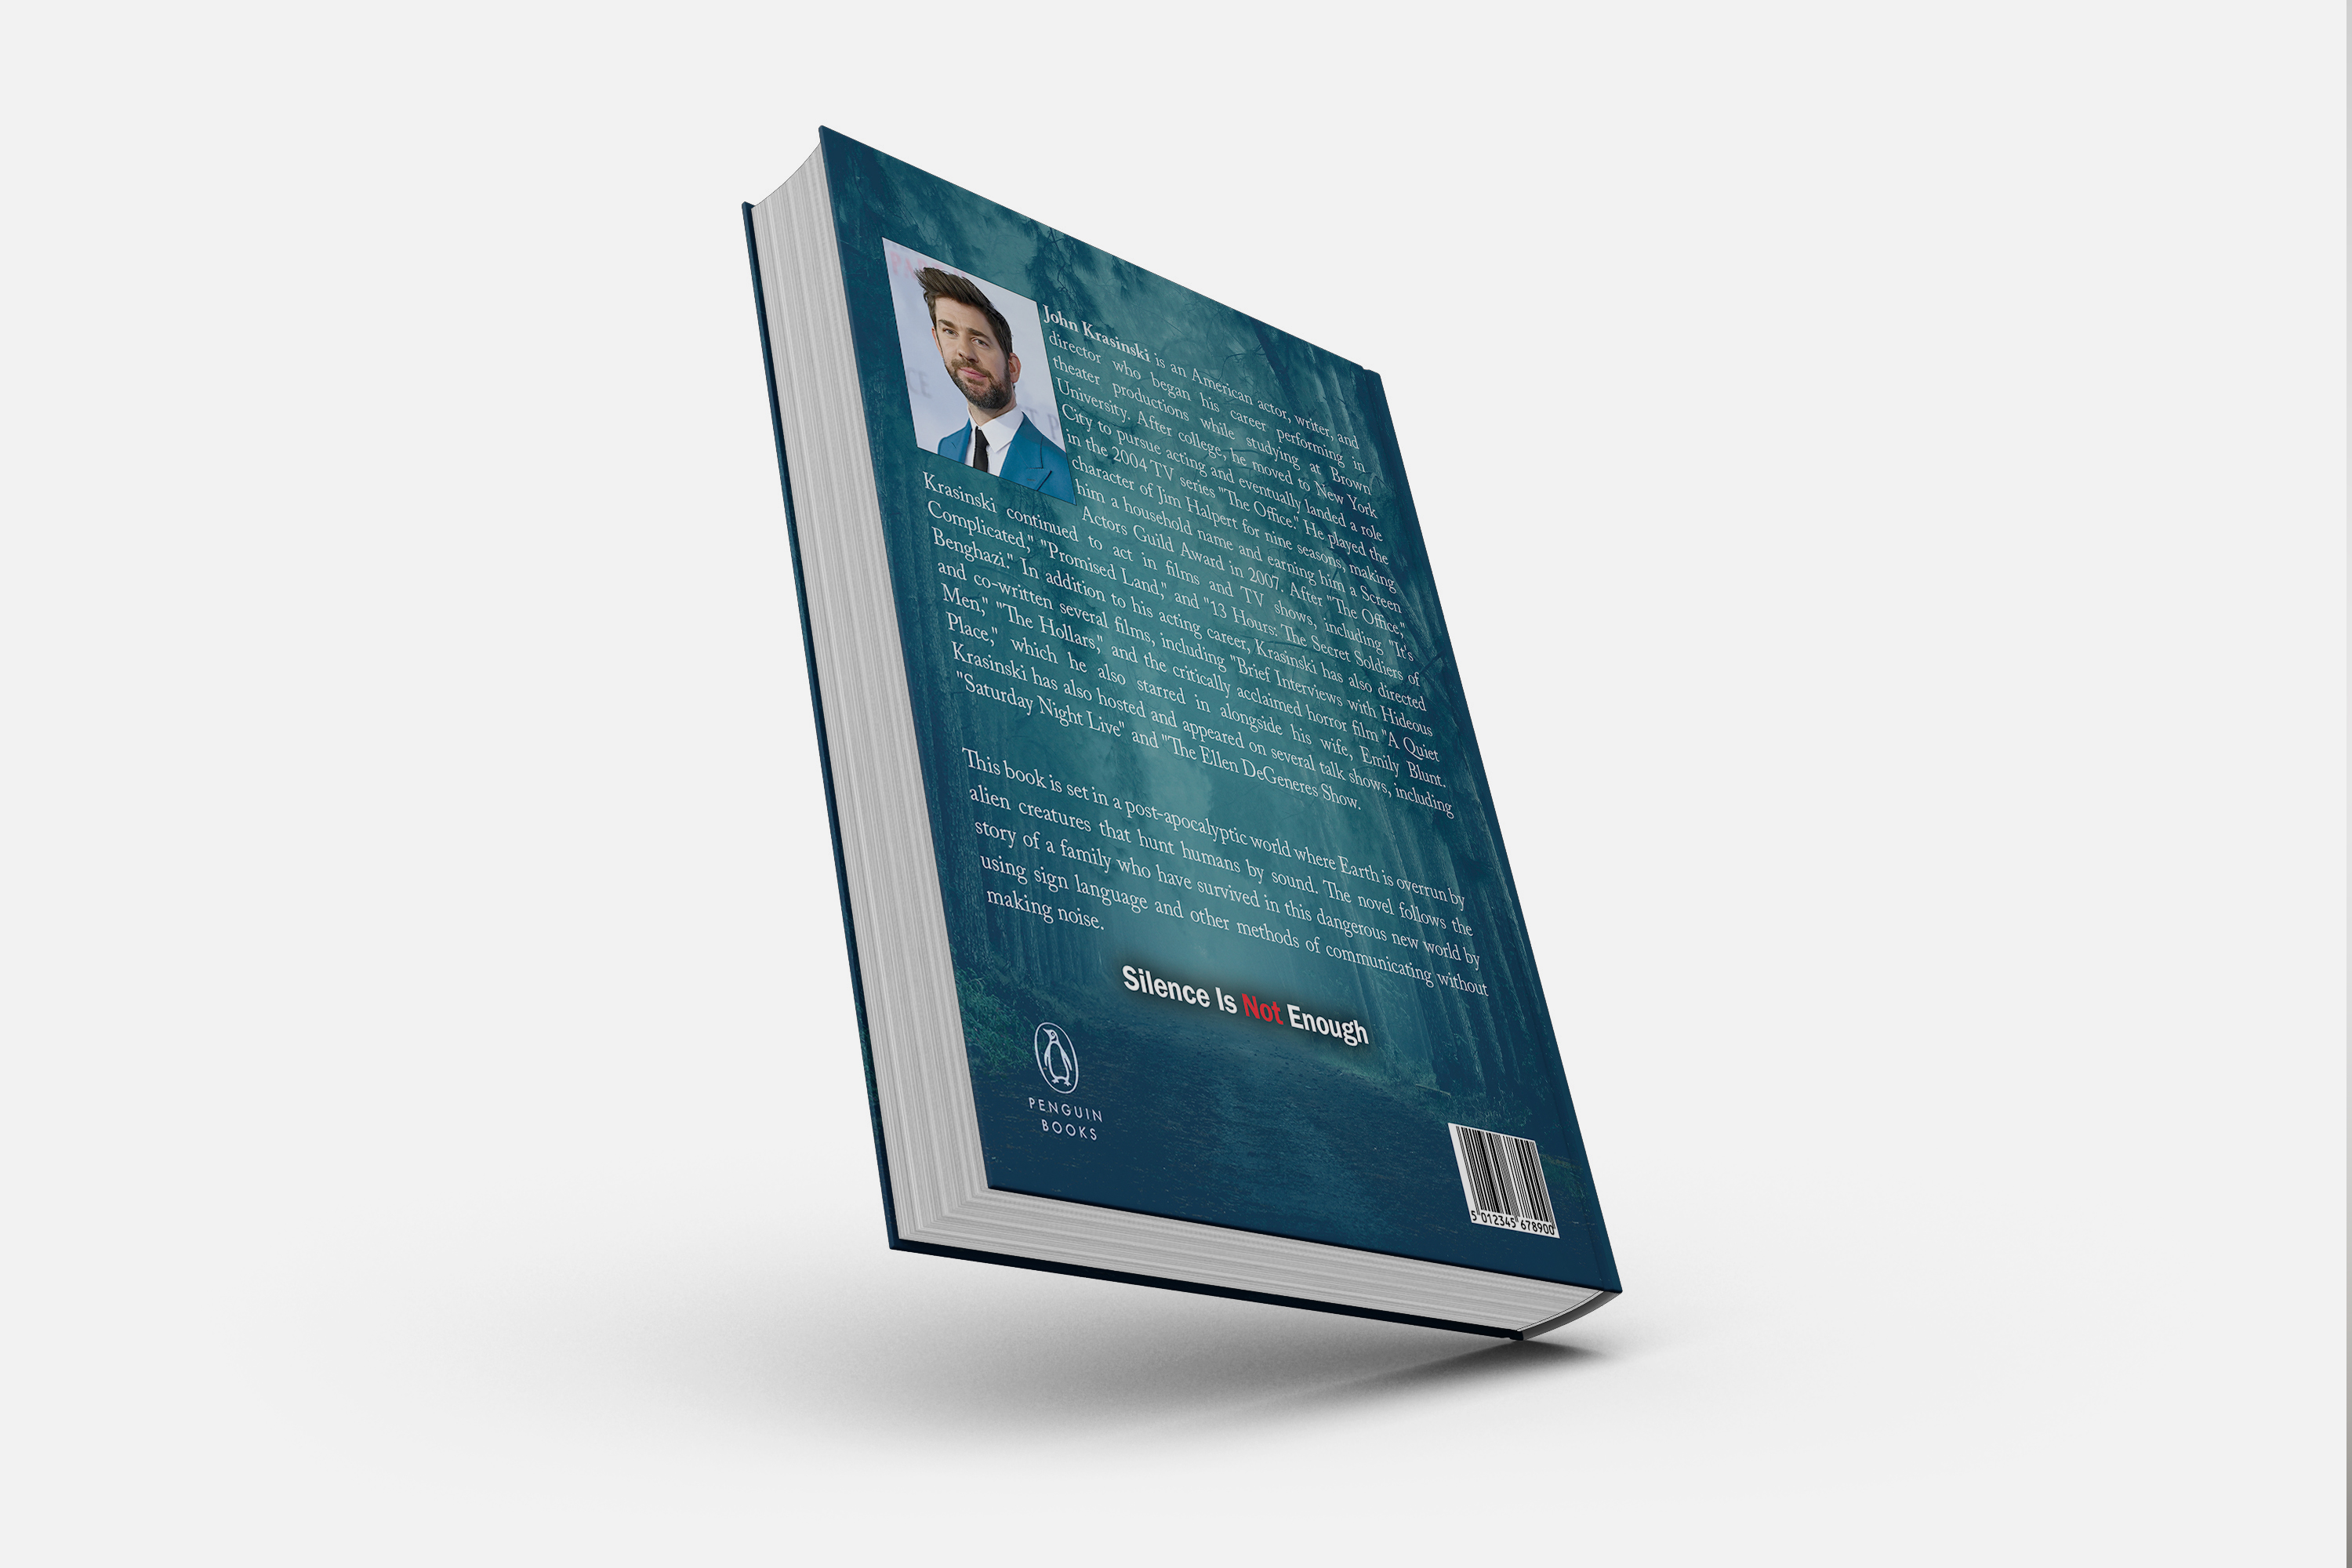 John Krasinski is an American actor, writer, and
director who began his career performing in
theater productions while studying at Brown
University. After college, he moved to New York
City to pursue acting and eventually landed a role
in the 2004 TV series "The Office." He played the
character of Jim Halpert for nine seasons, making
him a household name and earning him a Screen
Actors Guild Award in 2007. After "The Office,"
Krasinski continued to act in films and TV shows, including "It's
Complicated," "Promised Land," and "13 Hours: The Secret Soldiers of
Benghazi." In addition to his acting career, Krasinski has also directed
and co-written several films, including "Brief Interviews with Hideous
Men," "The Hollars," and the critically acclaimed horror film "A Quiet
Place," which he also starred in alongside his wife, Emily Blunt.
Krasinski has also hosted and appeared on several talk shows, including
"Saturday Night Live" and "The Ellen DeGeneres Show.
This book is set in a post-apocalyptic world where Earth is overrun by
alien creatures that hunt humans by sound. The novel follows the
story of a family who have survived in this dangerous new world by
using sign language and other methods of communicating without
making noise.
Silence Is Not Enough
PENGUIN
BOOKS
5 012345 678900